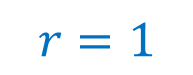 r = 1